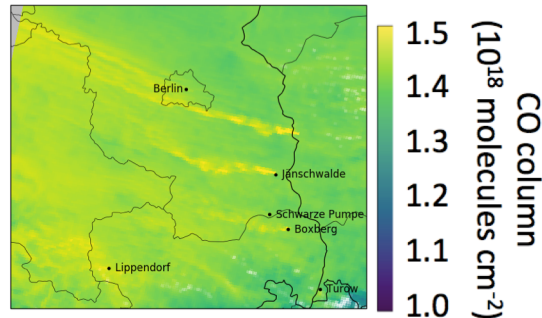 Berlin
Jänschwalde
Schwarze Pumpe
Boxberg
Lippendorf
Turow
1.5
1.4
1.3
1.2
1.1
1.0
CO column
(10¹⁸ molecules cm⁻²)